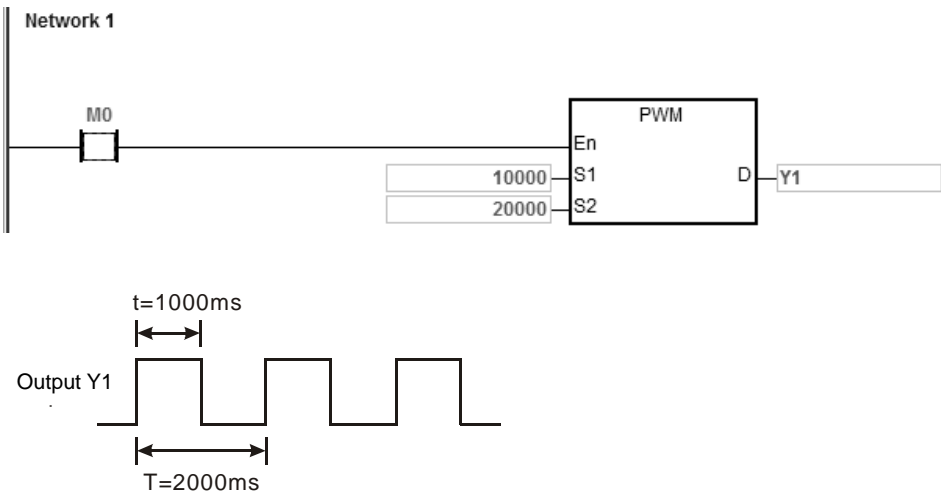 Network 1
M0
PWM
En
10000 S1 D Y1
20000 S2
t=1000ms
Output Y1
T=2000ms